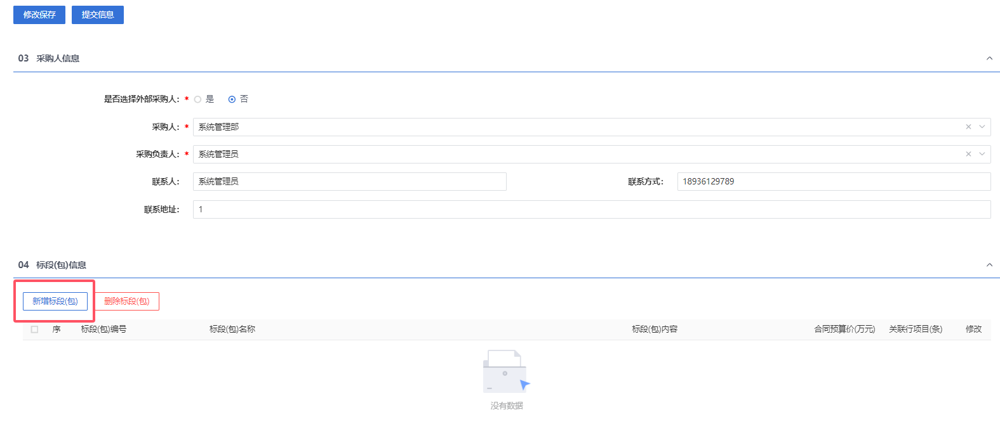 修改保存 提交信息
03 采购人信息
是否选择外部采购人: * 是 否
采购人: * 系统管理部
采购负责人: * 系统管理员
联系人: 系统管理员 联系方式: 18936129789
联系地址: 1
04 标段(包)信息
新增标段(包) 删除标段(包)
序 标段(包)编号 标段(包)名称 标段(包)内容 合同预算价(万元) 关联行项目(条) 修改
没有数据